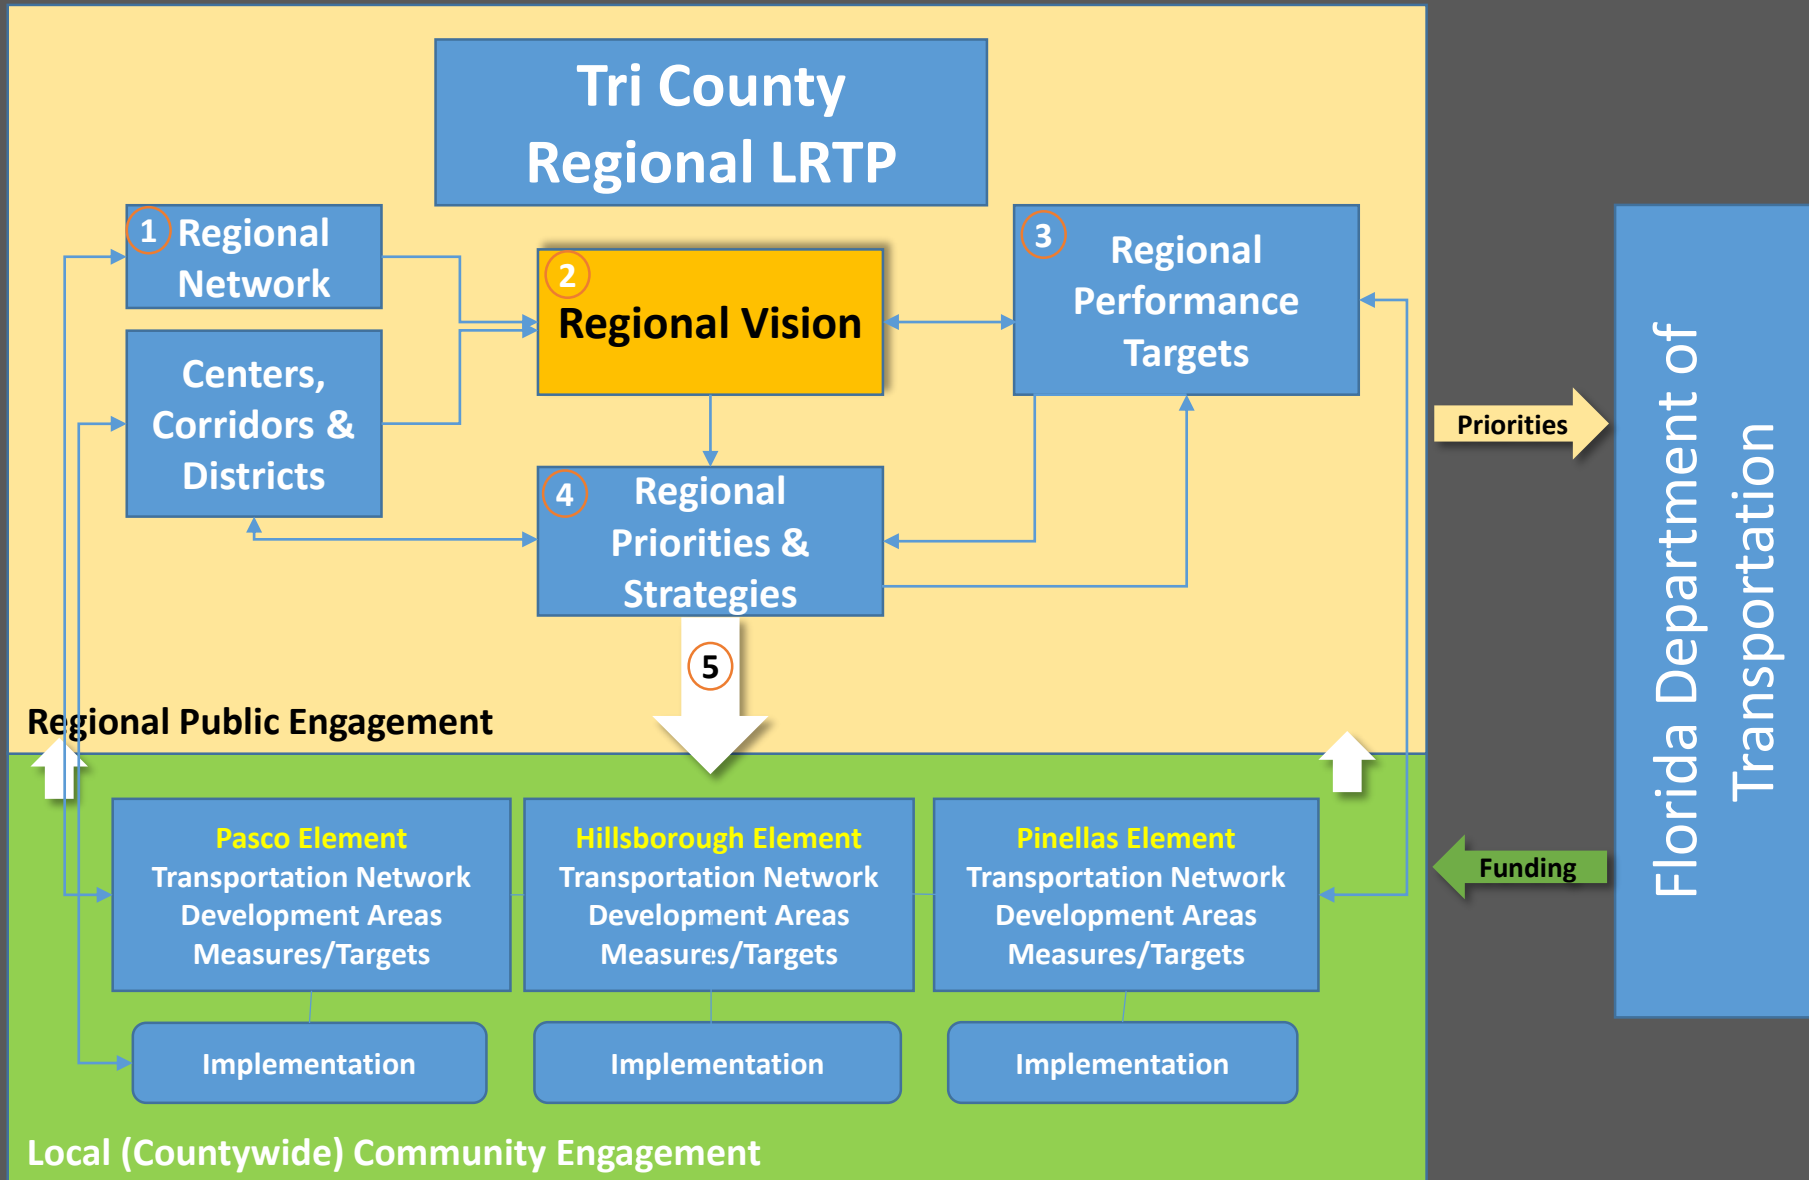 Tri County
Regional LRTP
1
Regional
Network
Centers,
Corridors &
Districts
2
Regional Vision
3
Regional
Performance
Targets
4
Regional
Priorities &
Strategies
5
Regional Public Engagement
Pasco Element
Transportation Network
Development Areas
Measures/Targets
Hillsborough Element
Transportation Network
Development Areas
Measures/Targets
Pinellas Element
Transportation Network
Development Areas
Measures/Targets
Implementation
Implementation
Implementation
Local (Countywide) Community Engagement
Priorities
Funding
Florida Department of
Transportation